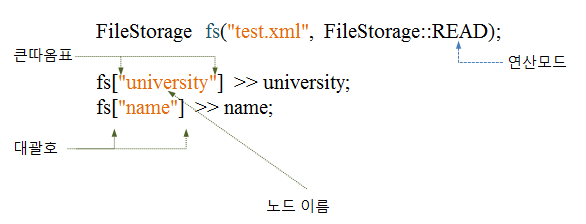 FileStorage fs("test.xml", FileStorage::READ);
큰따옴표
연산모드
fs["university"] >> university;
fs["name"] >> name;
대괄호
노드 이름